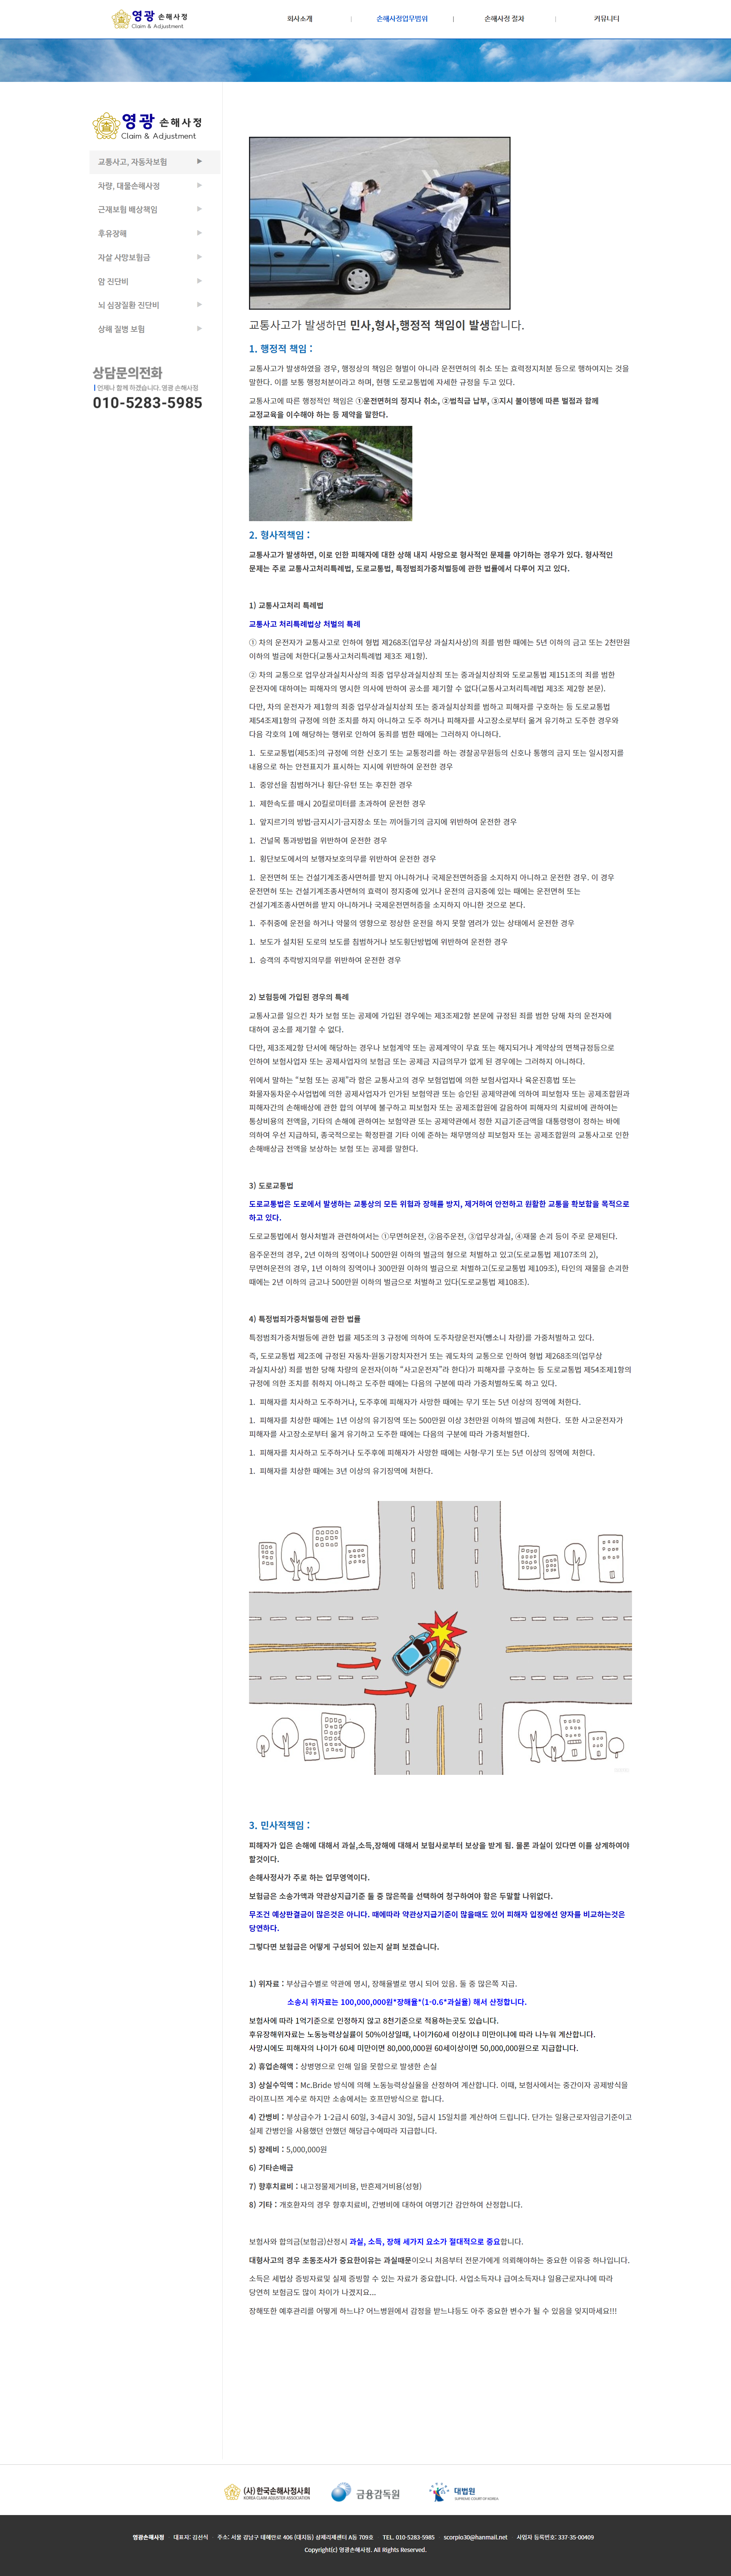 영광 손해사정
Claim & Adjustment
회사소개
손해사정업무범위
손해사정 절차
커뮤니티
영광 손해사정
Claim & Adjustment
교통사고, 자동차보험
차량, 대물손해사정
근재보험 배상책임
후유장해
자살 사망보험금
암 진단비
뇌 심장질환 진단비
상해 질병 보험
상담문의전화
언제나 함께 하겠습니다. 영광 손해사정
010-5283-5985
교통사고가 발생하면 민사,형사,행정적 책임이 발생합니다.
1. 행정적 책임 :
교통사고가 발생하였을 경우, 행정상의 책임은 형벌이 아니라 운전면허의 취소 또는 효력정지처분 등으로 행하여지는 것을
말한다. 이를 보통 행정처분이라고 하며, 현행 도로교통법에 자세한 규정을 두고 있다.
교통사고에 따른 행정적인 책임은 ①운전면허의 정지나 취소, ②범칙금 납부, ③지시 불이행에 따른 벌점과 함께
교정교육을 이수해야 하는 등 제약을 말한다.
2. 형사적책임 :
교통사고가 발생하면, 이로 인한 피해자에 대한 상해 내지 사망으로 형사적인 문제를 야기하는 경우가 있다. 형사적인
문제는 주로 교통사고처리특례법, 도로교통법, 특정범죄가중처벌등에 관한 법률에서 다루어 지고 있다.
1) 교통사고처리 특례법
교통사고 처리특례법상 처벌의 특례
① 차의 운전자가 교통사고로 인하여 형법 제268조(업무상 과실치사상)의 죄를 범한 때에는 5년 이하의 금고 또는 2천만원
이하의 벌금에 처한다(교통사고처리특례법 제3조 제1항).
② 차의 교통으로 업무상과실치사상의 죄중 업무상과실치상죄 또는 중과실치상죄와 도로교통법 제151조의 죄를 범한
운전자에 대하여는 피해자의 명시한 의사에 반하여 공소를 제기할 수 없다(교통사고처리특례법 제3조 제2항 본문).
다만, 차의 운전자가 제1항의 죄중 업무상과실치상죄 또는 중과실치상죄를 범하고 피해자를 구호하는 등 도로교통법
제54조제1항의 규정에 의한 조치를 하지 아니하고 도주 하거나 피해자를 사고장소로부터 옮겨 유기하고 도주한 경우와
다음 각호의 1에 해당하는 행위로 인하여 동죄를 범한 때에는 그러하지 아니하다.
1. 도로교통법(제5조)의 규정에 의한 신호기 또는 교통정리를 하는 경찰공무원등의 신호나 통행의 금지 또는 일시정지를
내용으로 하는 안전표지가 표시하는 지시에 위반하여 운전한 경우
1. 중앙선을 침범하거나 횡단·유턴 또는 후진한 경우
1. 제한속도를 매시 20킬로미터를 초과하여 운전한 경우
1. 앞지르기의 방법·금지시기·금지장소 또는 끼어들기의 금지에 위반하여 운전한 경우
1. 건널목 통과방법을 위반하여 운전한 경우
1. 횡단보도에서의 보행자보호의무를 위반하여 운전한 경우
1. 운전면허 또는 건설기계조종사면허를 받지 아니하거나 국제운전면허증을 소지하지 아니하고 운전한 경우. 이 경우
운전면허 또는 건설기계조종사면허의 효력이 정지중에 있거나 운전의 금지중에 있는 때에는 운전면허 또는
건설기계조종사면허를 받지 아니하거나 국제운전면허증을 소지하지 아니한 것으로 본다.
1. 주취중에 운전을 하거나 약물의 영향으로 정상한 운전을 하지 못할 염려가 있는 상태에서 운전한 경우
1. 보도가 설치된 도로의 보도를 침범하거나 보도횡단방법에 위반하여 운전한 경우
1. 승객의 추락방지의무를 위반하여 운전한 경우
2) 보험등에 가입된 경우의 특례
교통사고를 일으킨 차가 보험 또는 공제에 가입된 경우에는 제3조제2항 본문에 규정된 죄를 범한 당해 차의 운전자에
대하여 공소를 제기할 수 없다.
다만, 제3조제2항 단서에 해당하는 경우나 보험계약 또는 공제계약이 무효 또는 해지되거나 계약상의 면책규정등으로
인하여 보험사업자 또는 공제사업자의 보험금 또는 공제금 지급의무가 없게 된 경우에는 그러하지 아니하다.
위에서 말하는 “보험 또는 공제”라 함은 교통사고의 경우 보험업법에 의한 보험사업자나 육운진흥법 또는
화물자동차운수사업법에 의한 공제사업자가 인가된 보험약관 또는 승인된 공제약관에 의하여 피보험자 또는 공제조합원과
피해자간의 손해배상에 관한 합의 여부에 불구하고 피보험자 또는 공제조합원에 갈음하여 피해자의 치료비에 관하여는
통상비용의 전액을, 기타의 손해에 관하여는 보험약관 또는 공제약관에서 정한 지급기준금액을 대통령령이 정하는 바에
의하여 우선 지급하되, 종국적으로는 확정판결 기타 이에 준하는 채무명의상 피보험자 또는 공제조합원의 교통사고로 인한
손해배상금 전액을 보상하는 보험 또는 공제를 말한다.
3) 도로교통법
도로교통법은 도로에서 발생하는 교통상의 모든 위험과 장해를 방지, 제거하여 안전하고 원활한 교통을 확보함을 목적으로
하고 있다.
도로교통법에서 형사처벌과 관련하여서는 ①무면허운전, ②음주운전, ③업무상과실, ④재물 손괴 등이 주로 문제된다.
음주운전의 경우, 2년 이하의 징역이나 500만원 이하의 벌금의 형으로 처벌하고 있고(도로교통법 제107조의 2),
무면허운전의 경우, 1년 이하의 징역이나 300만원 이하의 벌금으로 처벌하고(도로교통법 제109조), 타인의 재물을 손괴한
때에는 2년 이하의 금고나 500만원 이하의 벌금으로 처벌하고 있다(도로교통법 제108조).
4) 특정범죄가중처벌등에 관한 법률
특정범죄가중처벌등에 관한 법률 제5조의 3 규정에 의하여 도주차량운전자(뺑소니 차량)를 가중처벌하고 있다.
즉, 도로교통법 제2조에 규정된 자동차·원동기장치자전거 또는 궤도차의 교통으로 인하여 형법 제268조의(업무상
과실치사상) 죄를 범한 당해 차량의 운전자(이하 “사고운전자”라 한다)가 피해자를 구호하는 등 도로교통법 제54조제1항의
규정에 의한 조치를 취하지 아니하고 도주한 때에는 다음의 구분에 따라 가중처벌하도록 하고 있다.
1. 피해자를 치사하고 도주하거나, 도주후에 피해자가 사망한 때에는 무기 또는 5년 이상의 징역에 처한다.
1. 피해자를 치상한 때에는 1년 이상의 유기징역 또는 500만원 이상 3천만원 이하의 벌금에 처한다. 또한 사고운전자가
피해자를 사고장소로부터 옮겨 유기하고 도주한 때에는 다음의 구분에 따라 가중처벌한다.
1. 피해자를 치사하고 도주하거나 도주후에 피해자가 사망한 때에는 사형·무기 또는 5년 이상의 징역에 처한다.
1. 피해자를 치상한 때에는 3년 이상의 유기징역에 처한다.
3. 민사적책임 :
피해자가 입은 손해에 대해서 과실,소득,장해에 대해서 보험사로부터 보상을 받게 됨. 물론 과실이 있다면 이를 상계하여야
할것이다.
손해사정사가 주로 하는 업무영역이다.
보험금은 소송가액과 약관상지급기준 둘 중 많은쪽을 선택하여 청구하여야 함은 두말할 나위없다.
무조건 예상판결금이 많은것은 아니다. 때에따라 약관상지급기준이 많을때도 있어 피해자 입장에선 양자를 비교하는것은
당연하다.
그렇다면 보험금은 어떻게 구성되어 있는지 살펴 보겠습니다.
1) 위자료 : 부상급수별로 약관에 명시, 장해율별로 명시 되어 있음. 둘 중 많은쪽 지급.
소송시 위자료는 100,000,000원*장해율*(1-0.6*과실율) 해서 산정합니다.
보험사에 따라 1억기준으로 인정하지 않고 8천기준으로 적용하는곳도 있습니다.
후유장해위자료는 노동능력상실률이 50%이상일때, 나이가60세 이상이냐 미만이냐에 따라 나누워 계산합니다.
사망시에도 피해자의 나이가 60세 미만이면 80,000,000원 60세이상이면 50,000,000원으로 지급합니다.
2) 휴업손해액 : 상병명으로 인해 일을 못함으로 발생한 손실
3) 상실수익액 : Mc.Bride 방식에 의해 노동능력상실율을 산정하여 계산합니다. 이때, 보험사에서는 중간이자 공제방식을
라이프니쯔 계수로 하지만 소송에서는 호프만방식으로 합니다.
4) 간병비 : 부상급수가 1-2급시 60일, 3-4급시 30일, 5급시 15일치를 계산하여 드립니다. 단가는 일용근로자임금기준이고
실제 간병인을 사용했던 안했던 해당급수에따라 지급합니다.
5) 장례비 : 5,000,000원
6) 기타손배금
7) 향후치료비 : 내고정물제거비용, 반흔제거비용(성형)
8) 기타 : 개호환자의 경우 향후치료비, 간병비에 대하여 여명기간 감안하여 산정합니다.
보험사와 합의금(보험금)산정시 과실, 소득, 장해 세가지 요소가 절대적으로 중요합니다.
대형사고의 경우 초동조사가 중요한이유는 과실때문이오니 처음부터 전문가에게 의뢰해야하는 중요한 이유중 하나입니다.
소득은 세법상 증빙자료및 실제 증빙할 수 있는 자료가 중요합니다. 사업소득자냐 급여소득자냐 일용근로자냐에 따라
당연히 보험금도 많이 차이가 나겠지요...
장해또한 예후관리를 어떻게 하느냐? 어느병원에서 감정을 받느냐등도 아주 중요한 변수가 될 수 있음을 잊지마세요!!!
(사)한국손해사정사회
KOREA CLAIM ADJUSTER ASSOCIATION
금융감독원
대법원
SUPREME COURT OF KOREA
영광손해사정 대표자: 김선식 주소: 서울 강남구 테헤란로 406 (대치동) 상제리제센터 A동 709호 TEL. 010-5283-5985 scorpio30@hanmail.net 사업자 등록번호: 337-35-00409
Copyright(c) 영광손해사정. All Rights Reserved.